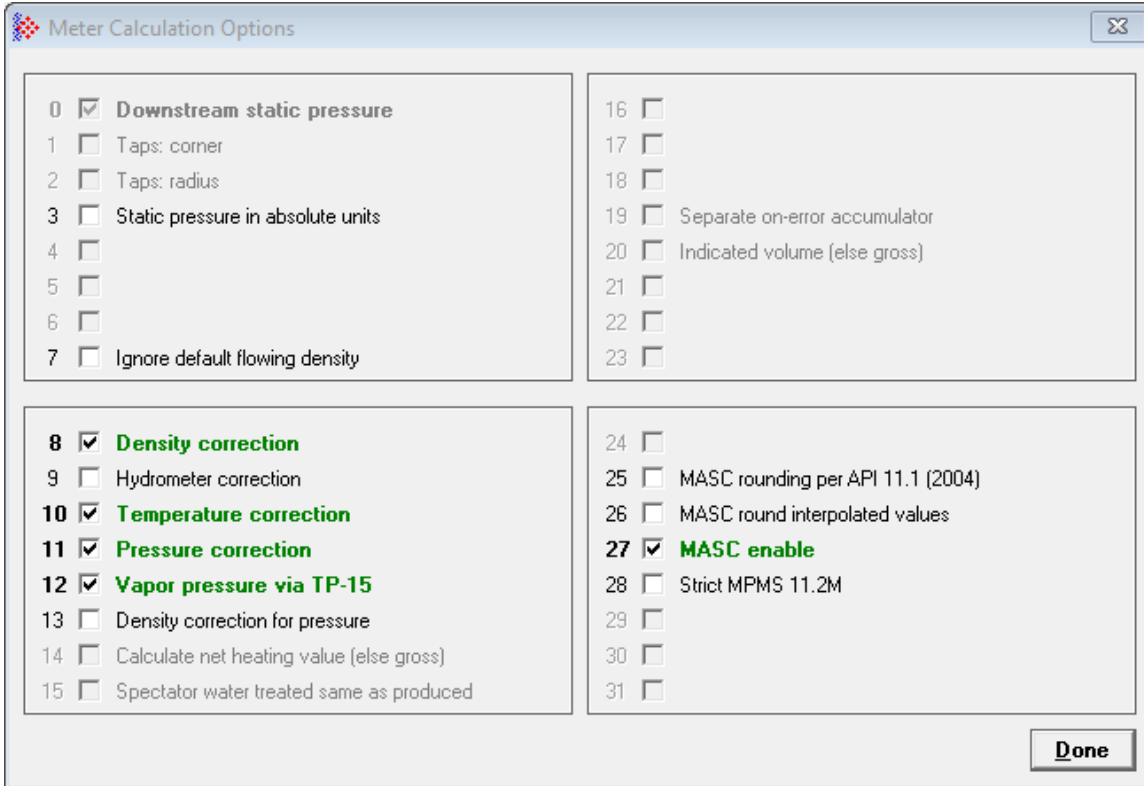 Meter Calculation Options
0 Downstream static pressure
1 Taps: corner
2 Taps: radius
3 Static pressure in absolute units
4
5
6
7 Ignore default flowing density
16
17
18
19 Separate on-error accumulator
20 Indicated volume (else gross)
21
22
23
8 Density correction
9 Hydrometer correction
10 Temperature correction
11 Pressure correction
12 Vapor pressure via TP-15
13 Density correction for pressure
14 Calculate net heating value (else gross)
15 Spectator water treated same as produced
24
25 MASC rounding per API 11.1 (2004)
26 MASC round interpolated values
27 MASC enable
28 Strict MPMS 11.2M
29
30
31
Done